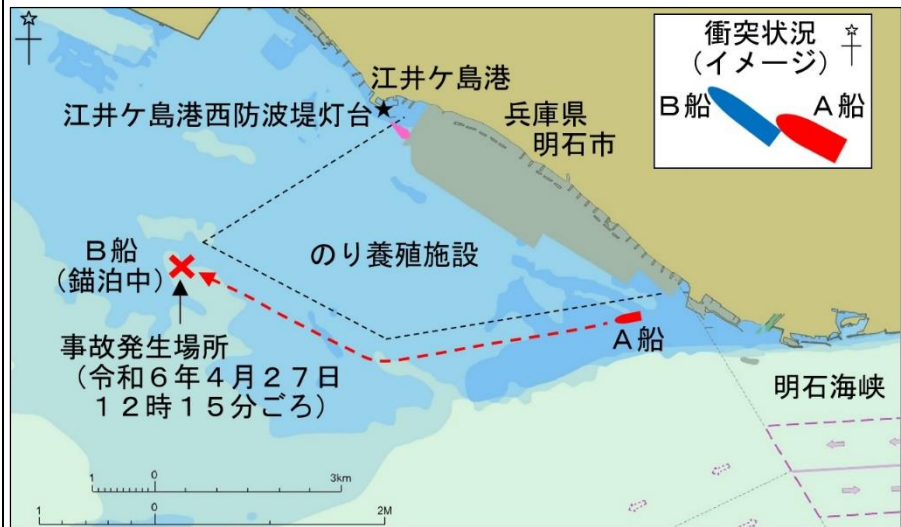 江井ケ島港
江井ケ島港西防波堤灯台★
兵庫県
明石市
衝突状況
(イメージ)
B船
A船
B船
(錨泊中)
のり養殖施設
A船
事故発生場所
(令和6年4月27日
12時15分ごろ)
明石海峡
1 0 3km
1 0 2M